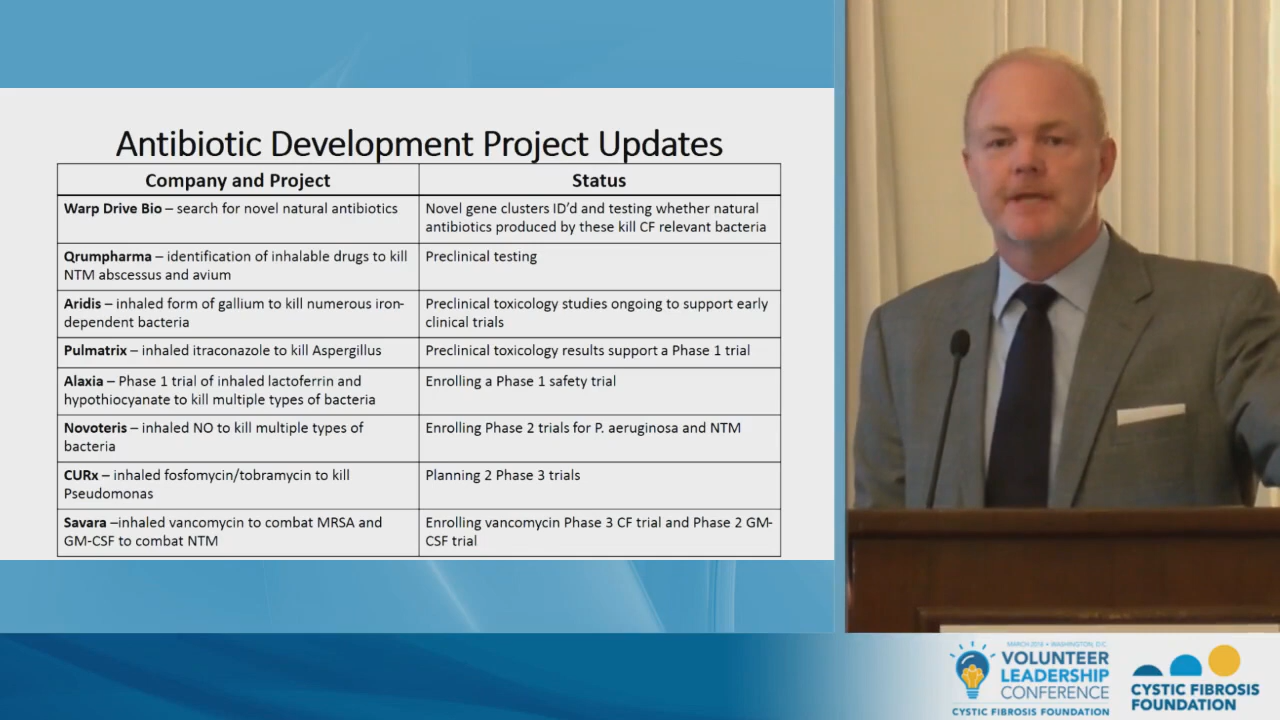 Antibiotic Development Project Updates
Company and Project
Status
Warp Drive Bio – search for novel natural antibiotics
Novel gene clusters ID’d and testing whether natural
antibiotics produced by these kill CF relevant bacteria
Qrumpharma – identification of inhalable drugs to kill
NTM abscessus and avium
Preclinical testing
Aridis – inhaled form of gallium to kill numerous iron-
dependent bacteria
Preclinical toxicology studies ongoing to support early
clinical trials
Pulmatrix – inhaled itraconazole to kill Aspergillus
Preclinical toxicology results support a Phase 1 trial
Alaxia – Phase 1 trial of inhaled lactoferrin and
hypothiocyanate to kill multiple types of bacteria
Enrolling a Phase 1 safety trial
Novoteris – inhaled NO to kill multiple types of
bacteria
Enrolling Phase 2 trials for P. aeruginosa and NTM
CURx – inhaled fosfomycin/tobramycin to kill
Pseudomonas
Planning 2 Phase 3 trials
Savara –inhaled vancomycin to combat MRSA and
GM-CSF to combat NTM
Enrolling vancomycin Phase 3 CF trial and Phase 2 GM-
CSF trial
MARCH 2018 • WASHINGTON, D.C.
VOLUNTEER
LEADERSHIP
CONFERENCE
CYSTIC FIBROSIS FOUNDATION
CYSTIC FIBROSIS
FOUNDATION